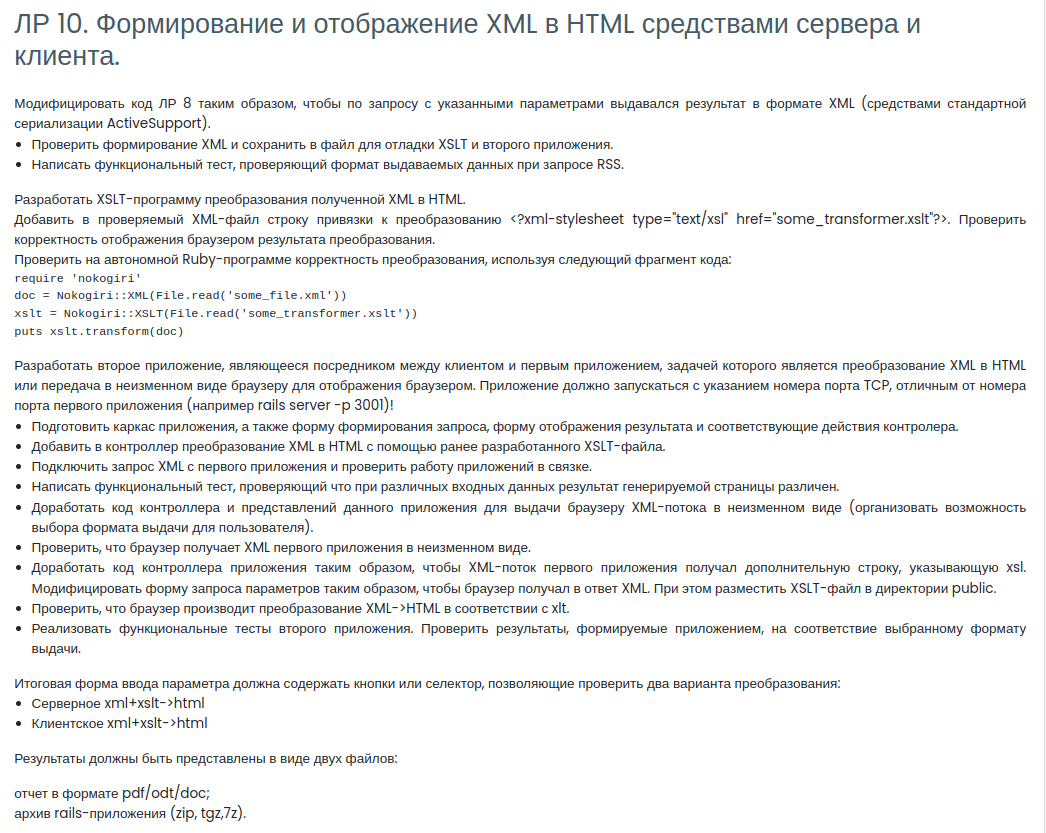 ЛР 10. Формирование и отображение XML в HTML средствами сервера и
клиента.
Модифицировать код ЛР 8 таким образом, чтобы по запросу с указанными параметрами выдавался результат в формате XML (средствами стандартной
сериализации ActiveSupport).
• Проверить формирование XML и сохранить в файл для отладки XSLT и второго приложения.
• Написать функциональный тест, проверяющий формат выдаваемых данных при запросе RSS.
Разработать XSLT-программу преобразования полученной XML в HTML.
Добавить в проверяемый XML-файл строку привязки к преобразованию <?xml-stylesheet type="text/xsl" href="some_transformer.xslt"?>. Проверить
корректность отображения браузером результата преобразования.
Проверить на автономной Ruby-программе корректность преобразования, используя следующий фрагмент кода:
require 'nokogiri'
doc = Nokogiri::XML(File.read('some_file.xml'))
xslt = Nokogiri::XSLT(File.read('some_transformer.xslt'))
puts xslt.transform(doc)
Разработать второе приложение, являющееся посредником между клиентом и первым приложением, задачей которого является преобразование XML в HTML
или передача в неизменном виде браузеру для отображения браузером. Приложение должно запускаться с указанием номера порта TCP, отличным от номера
порта первого приложения (например rails server -p 3001)!
• Подготовить каркас приложения, а также форму формирования запроса, форму отображения результата и соответствующие действия контролера.
• Добавить в контроллер преобразование XML в HTML с помощью ранее разработанного XSLT-файла.
• Подключить запрос XML с первого приложения и проверить работу приложений в связке.
• Написать функциональный тест, проверяющий что при различных входных данных результат генерируемой страницы различен.
• Доработать код контроллера и представлений данного приложения для выдачи браузеру XML-потока в неизменном виде (организовать возможность
выбора формата выдачи для пользователя).
• Проверить, что браузер получает XML первого приложения в неизменном виде.
• Доработать код контроллера приложения таким образом, чтобы XML-поток первого приложения получал дополнительную строку, указывающую xsl.
Модифицировать форму запроса параметров таким образом, чтобы браузер получал в ответ XML. При этом разместить XSLT-файл в директории public.
• Проверить, что браузер производит преобразование XML->HTML в соответствии с xlt.
• Реализовать функциональные тесты второго приложения. Проверить результаты, формируемые приложением, на соответствие выбранному формату
выдачи.
Итоговая форма ввода параметра должна содержать кнопки или селектор, позволяющие проверить два варианта преобразования:
• Серверное xml+xslt->html
• Клиентское xml+xslt->html
Результаты должны быть представлены в виде двух файлов:
отчет в формате pdf/odt/doc;
архив rails-приложения (zip, tgz,7z).